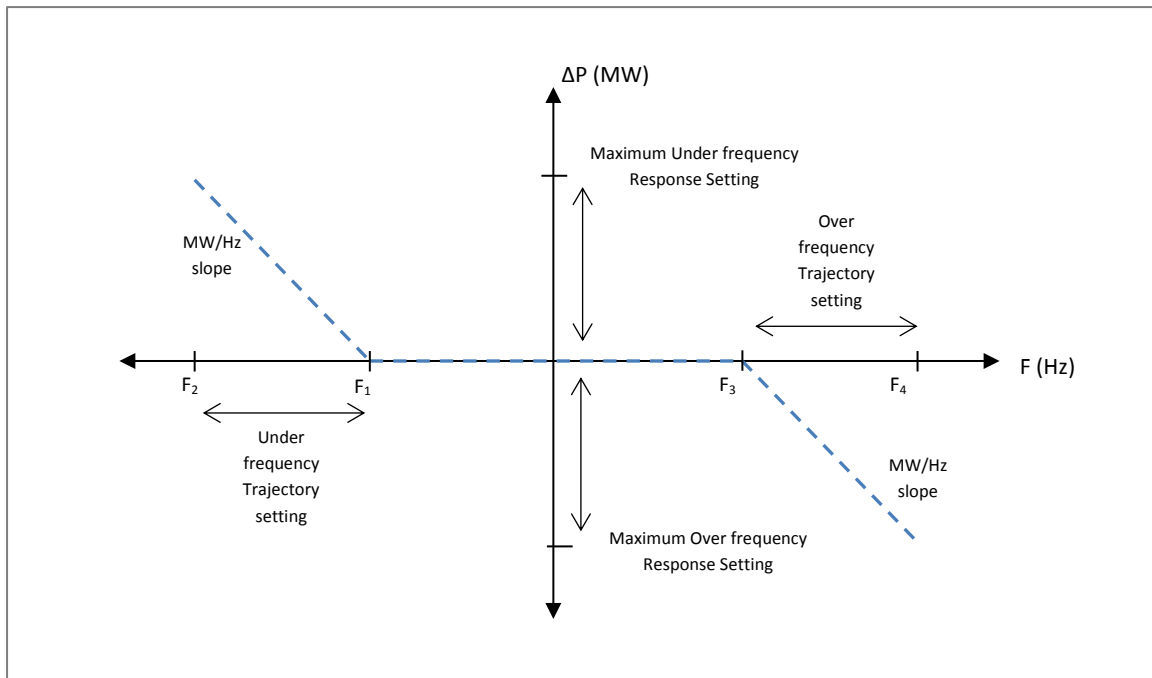 ΔP (MW)
Maximum Under frequency
Response Setting
Over
frequency
Trajectory
setting
MW/Hz
slope
F₂
F₁
F₃
F₄
F (Hz)
Under
frequency
Trajectory
setting
MW/Hz
slope
Maximum Over frequency
Response Setting